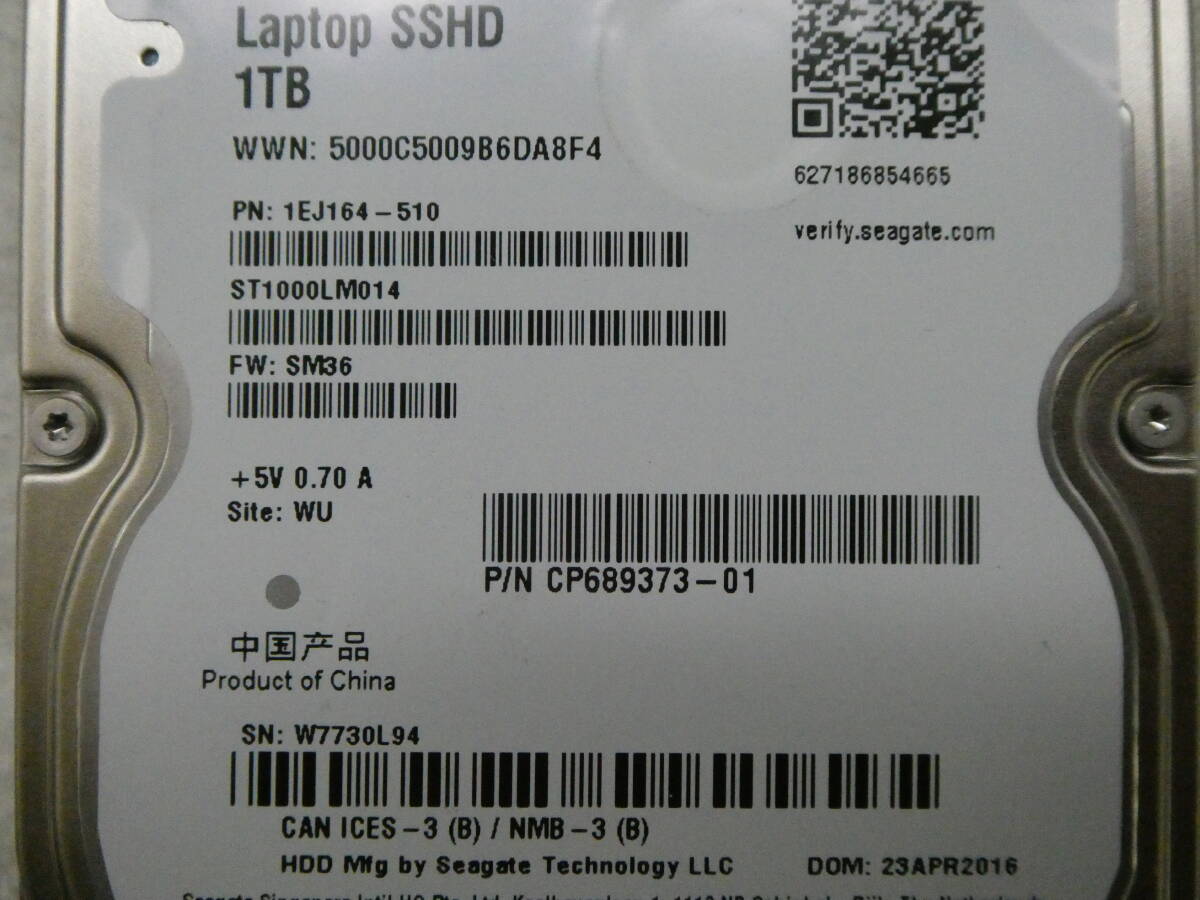 Laptop SSHD
1TB
WWN: 5000C5009B6DA8F4
627186854665
PN: 1EJ164-510
verify.seagate.com
ST1000LM014
FW: SM36
+5V 0.70 A
Site: WU
P/N CP689373-01
中国产品
Product of China
SN: W7730L94
CAN ICES-3 (B) / NMB-3 (B)
HDD Mfg by Seagate Technology LLC DOM: 23APR2016